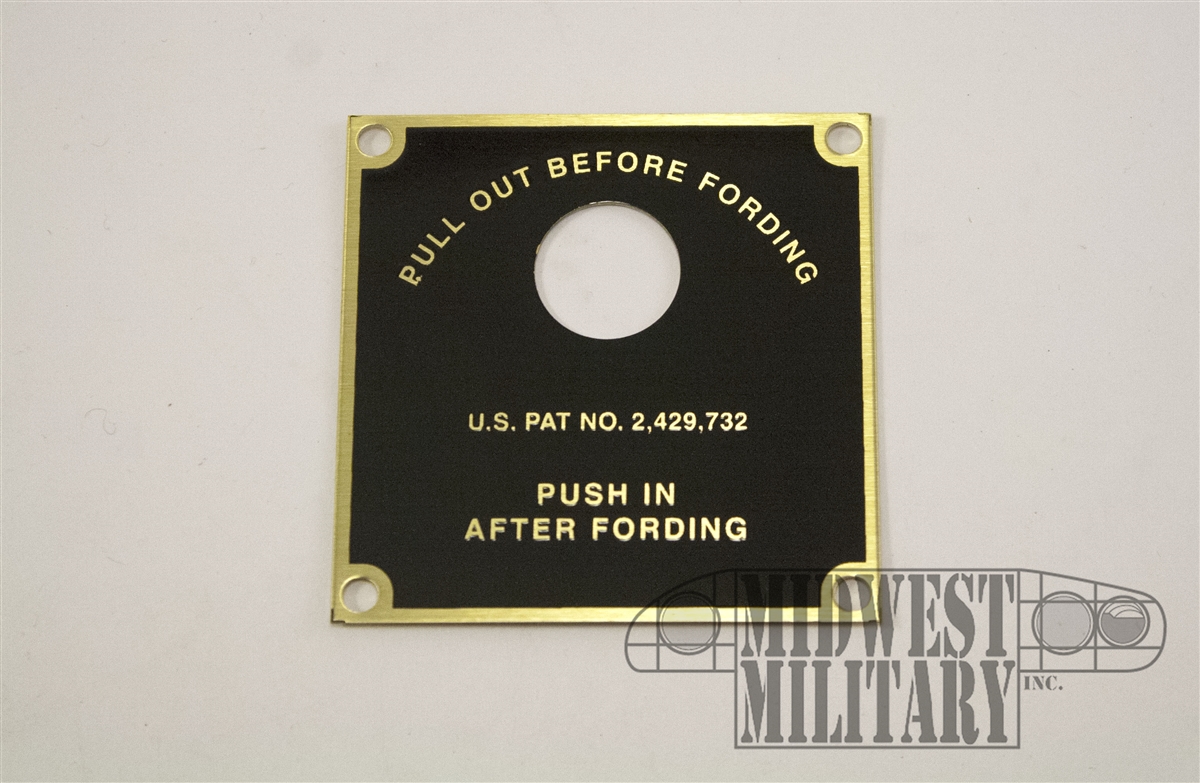 PULL OUT BEFORE FORDING
U.S. PAT NO. 2,429,732
PUSH IN
AFTER FORDING
MIDWEST
MILITARY
INC.